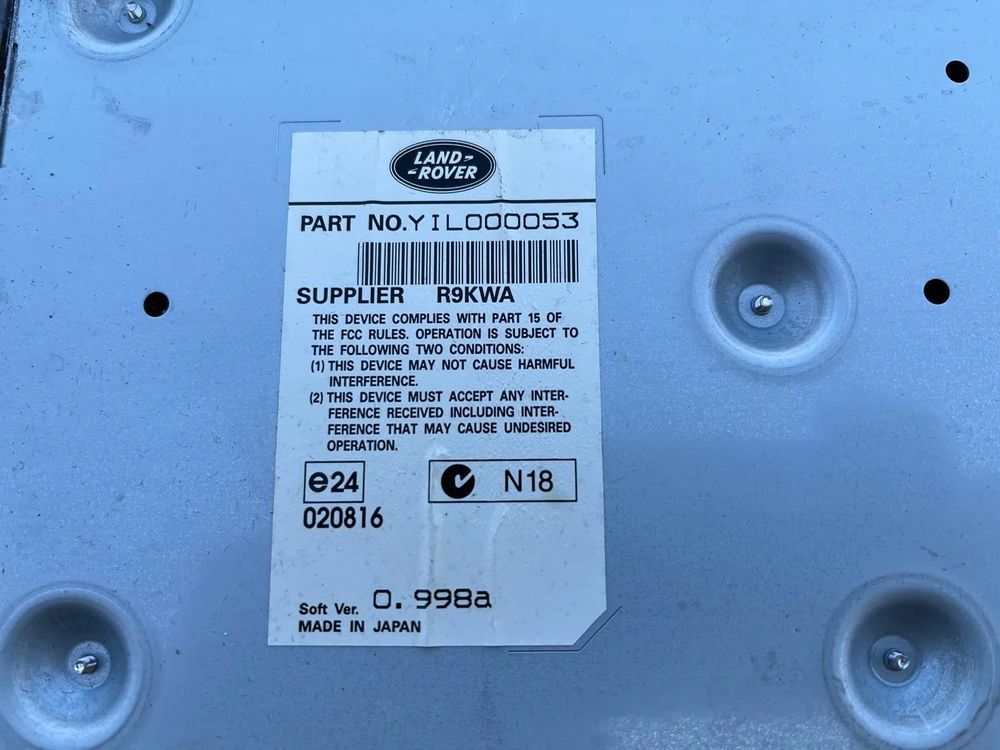 LAND-
-ROVER
PART NO.YIL000053
SUPPLIER R9KWA
THIS DEVICE COMPLIES WITH PART 15 OF
THE FCC RULES. OPERATION IS SUBJECT TO
THE FOLLOWING TWO CONDITIONS:
(1) THIS DEVICE MAY NOT CAUSE HARMFUL
INTERFERENCE.
(2) THIS DEVICE MUST ACCEPT ANY INTER-
FERENCE RECEIVED INCLUDING INTER-
FERENCE THAT MAY CAUSE UNDESIRED
OPERATION.
e24 N18
020816
Soft Ver. 0.998a
MADE IN JAPAN